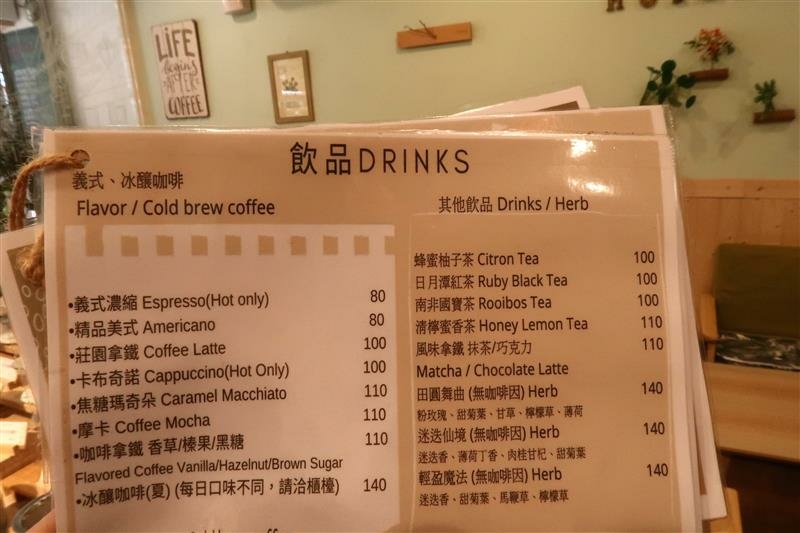 LiFE
begins
AFTER
COFFEE
飲品DRINKS
義式、冰釀咖啡
Flavor / Cold brew coffee
•義式濃縮 Espresso(Hot only) 80
•精品美式 Americano 80
•莊園拿鐵 Coffee Latte 100
•卡布奇諾 Cappuccino(Hot Only) 100
•焦糖瑪奇朵 Caramel Macchiato 110
•摩卡 Coffee Mocha 110
•咖啡拿鐵 香草/榛果/黑糖 110
Flavored Coffee Vanilla/Hazelnut/Brown Sugar
•冰釀咖啡(夏) (每日口味不同，請洽櫃檯) 140
其他飲品 Drinks / Herb
蜂蜜柚子茶 Citron Tea 100
日月潭紅茶 Ruby Black Tea 100
南非國寶茶 Rooibos Tea 100
清檸蜜香茶 Honey Lemon Tea 110
風味拿鐵 抹茶/巧克力 110
Matcha / Chocolate Latte
田園舞曲 (無咖啡因) Herb 140
粉玫瑰、甜菊葉、甘草、檸檬草、薄荷
迷迭仙境 (無咖啡因) Herb 140
迷迭香、薄荷丁香、肉桂甘杞、甜菊葉
輕盈魔法 (無咖啡因) Herb 140
迷迭香、甜菊葉、馬鞭草、檸檬草